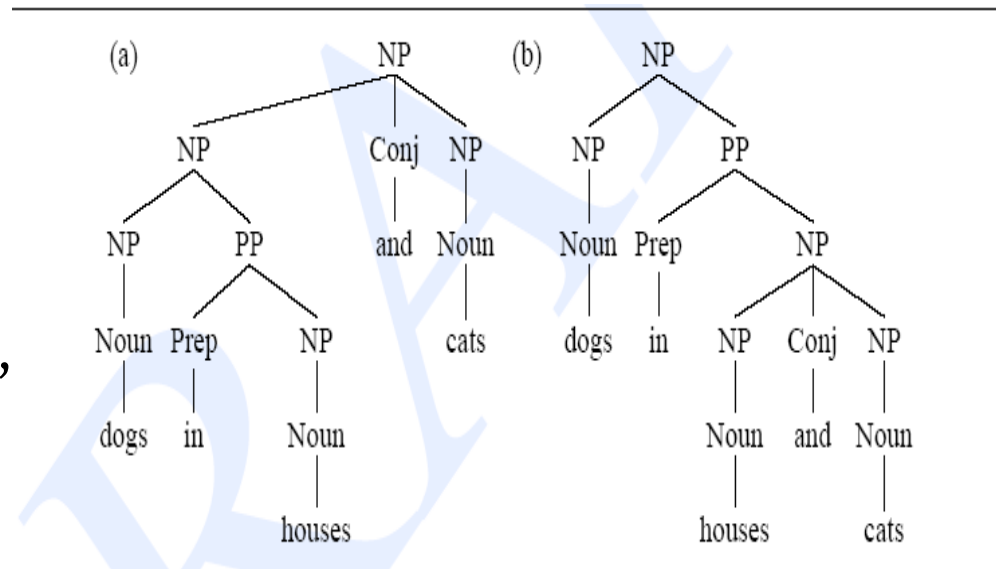 (a) NP (b) NP
NP Conj NP NP PP
NP PP and Noun Noun Prep NP
Noun Prep NP cats dogs in NP Conj NP
,
dogs in Noun Noun and Noun
houses houses cats